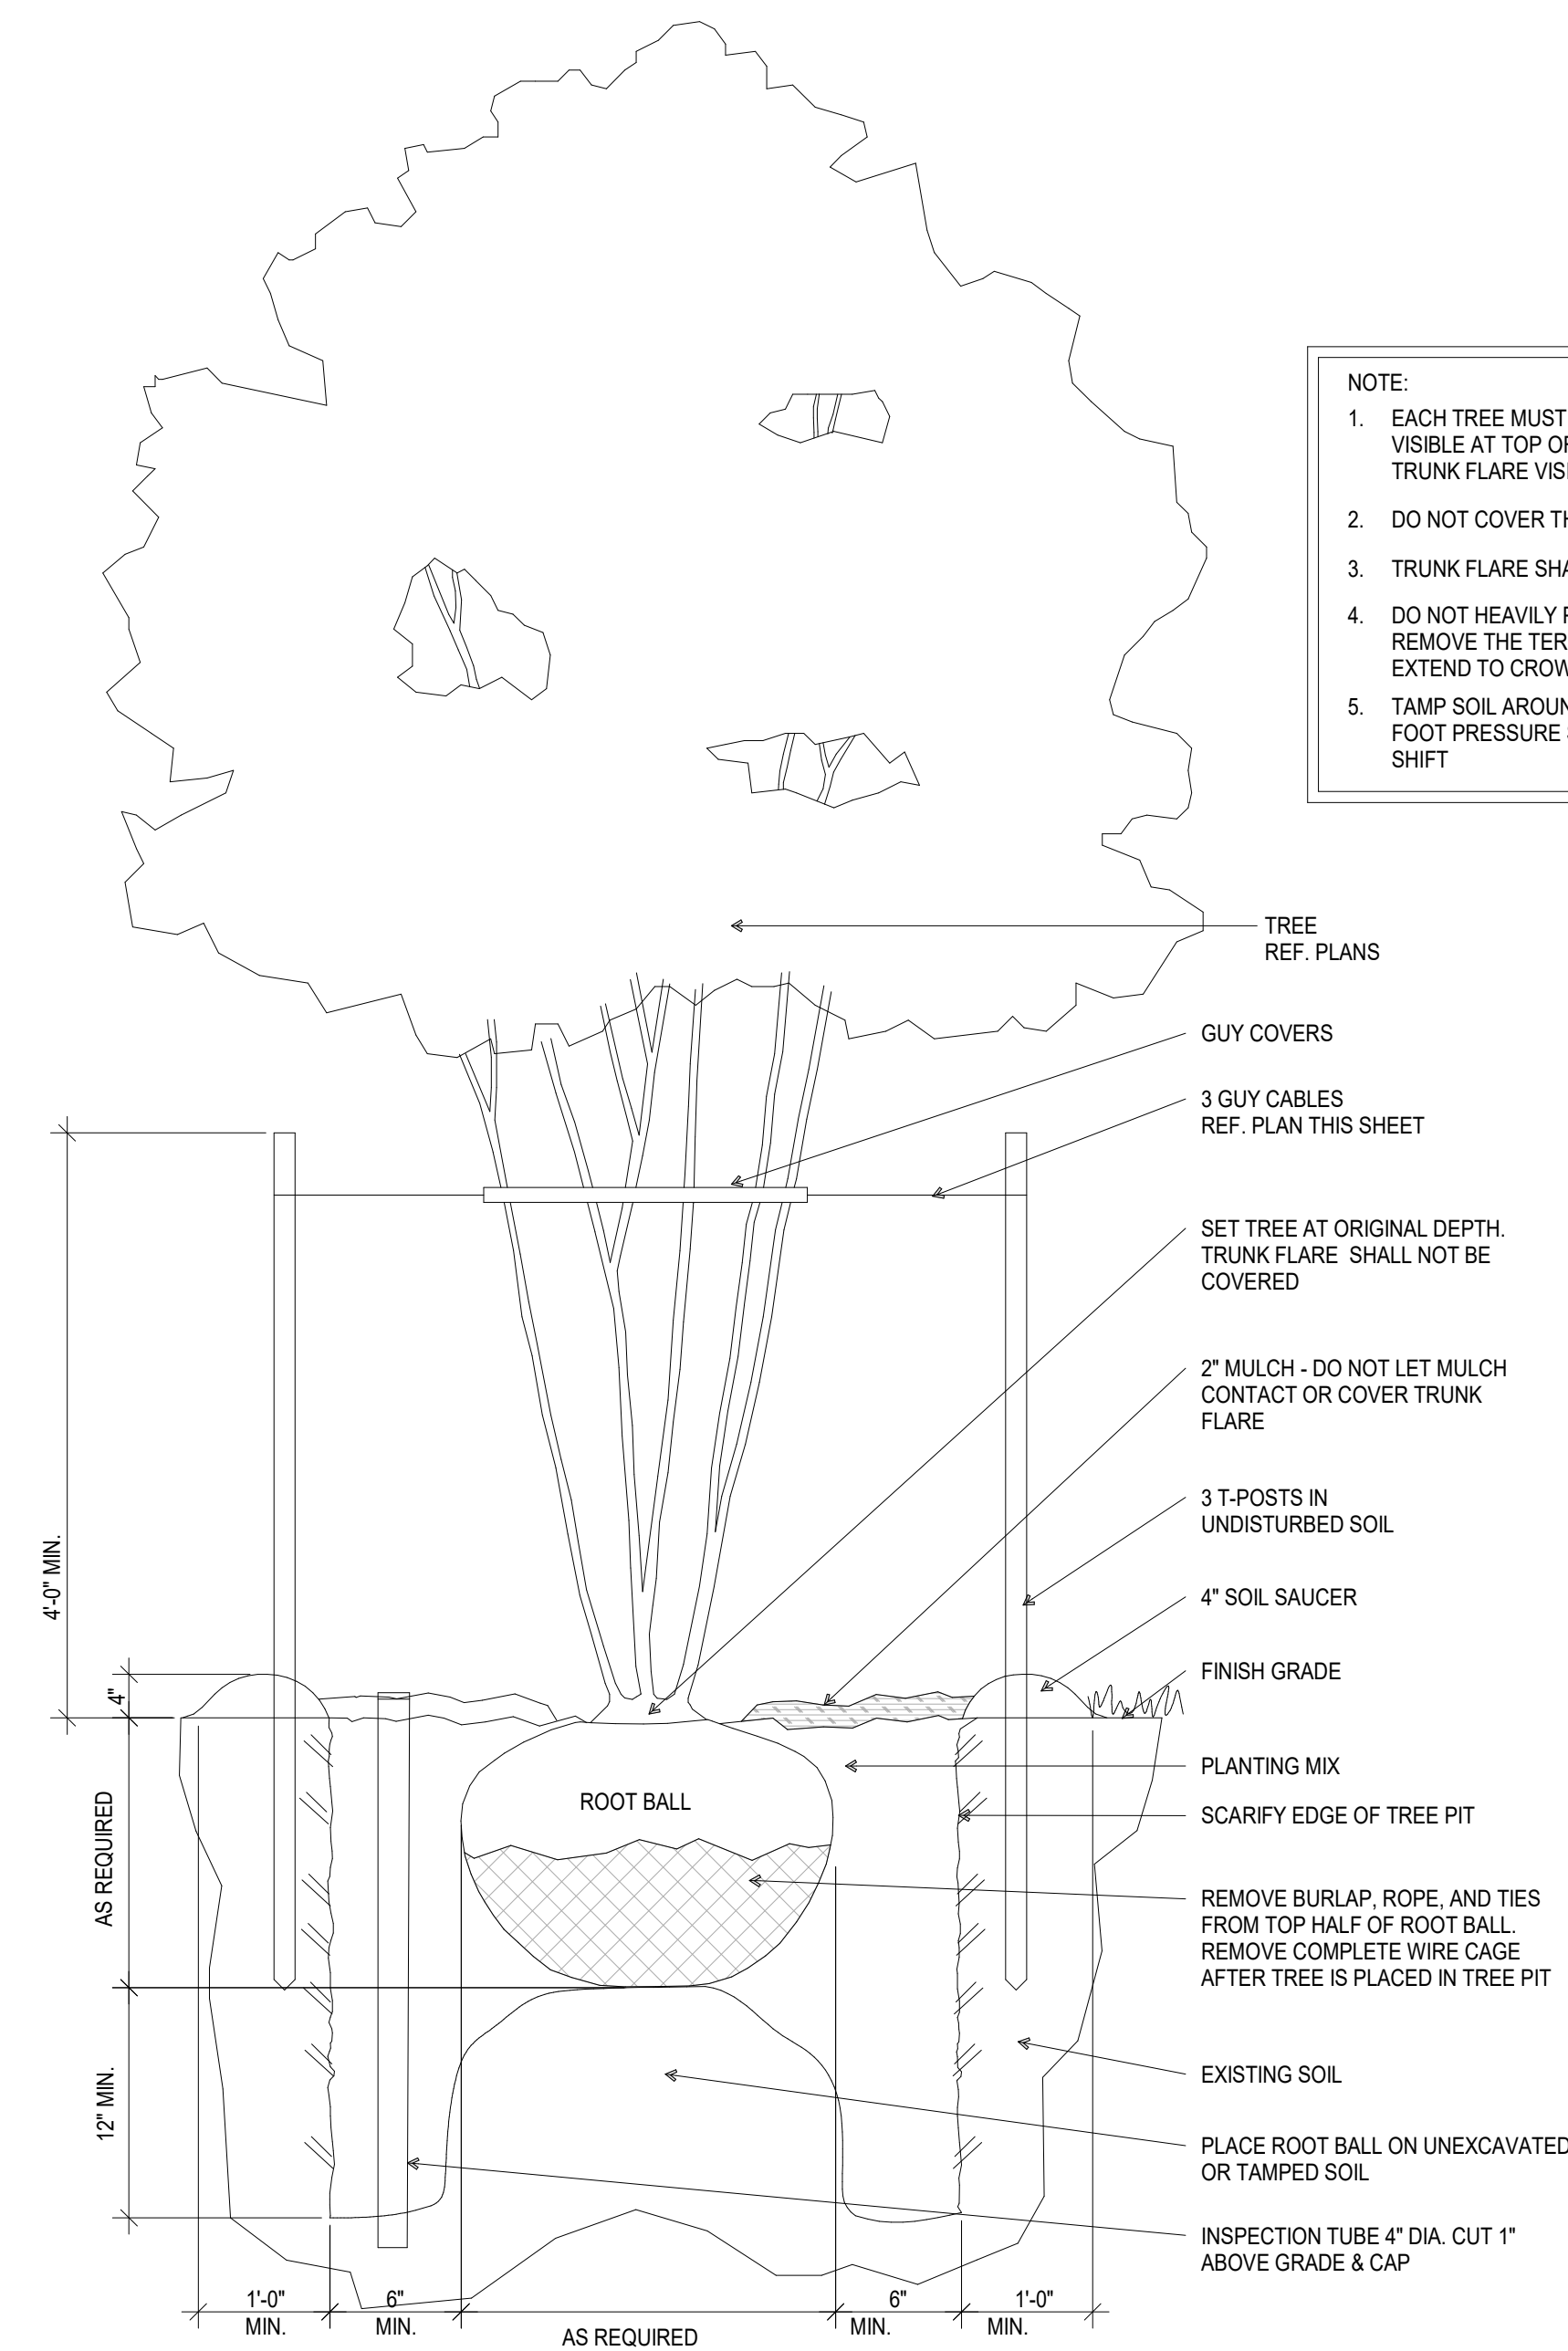 NOTE:
1. EACH TREE MUST
VISIBLE AT TOP
TRUNK FLARE
2. DO NOT COVER
3. TRUNK FLARE
4. DO NOT HEAVILY
REMOVE THE
EXTEND TO
5. TAMP SOIL
FOOT PRESSURE
SHIFT
TREE
REF. PLANS
GUY COVERS
3 GUY CABLES
REF. PLAN THIS SHEET
SET TREE AT ORIGINAL DEPTH.
TRUNK FLARE SHALL NOT BE
COVERED
2" MULCH - DO NOT LET MULCH
CONTACT OR COVER TRUNK
FLARE
3 T-POSTS IN
UNDISTURBED SOIL
4'-0" MIN.
4" SOIL SAUCER
FINISH GRADE
4"
PLANTING MIX
ROOT BALL
SCARIFY EDGE OF TREE PIT
AS REQUIRED
REMOVE BURLAP, ROPE, AND TIES
FROM TOP HALF OF ROOT BALL.
REMOVE COMPLETE WIRE CAGE
AFTER TREE IS PLACED IN TREE PIT
EXISTING SOIL
12" MIN.
PLACE ROOT BALL ON UNEXCAVATED
OR TAMPED SOIL
INSPECTION TUBE 4" DIA. CUT 1"
ABOVE GRADE & CAP
1'-0"
MIN.
6"
MIN.
AS REQUIRED
6"
MIN.
1'-0"
MIN.